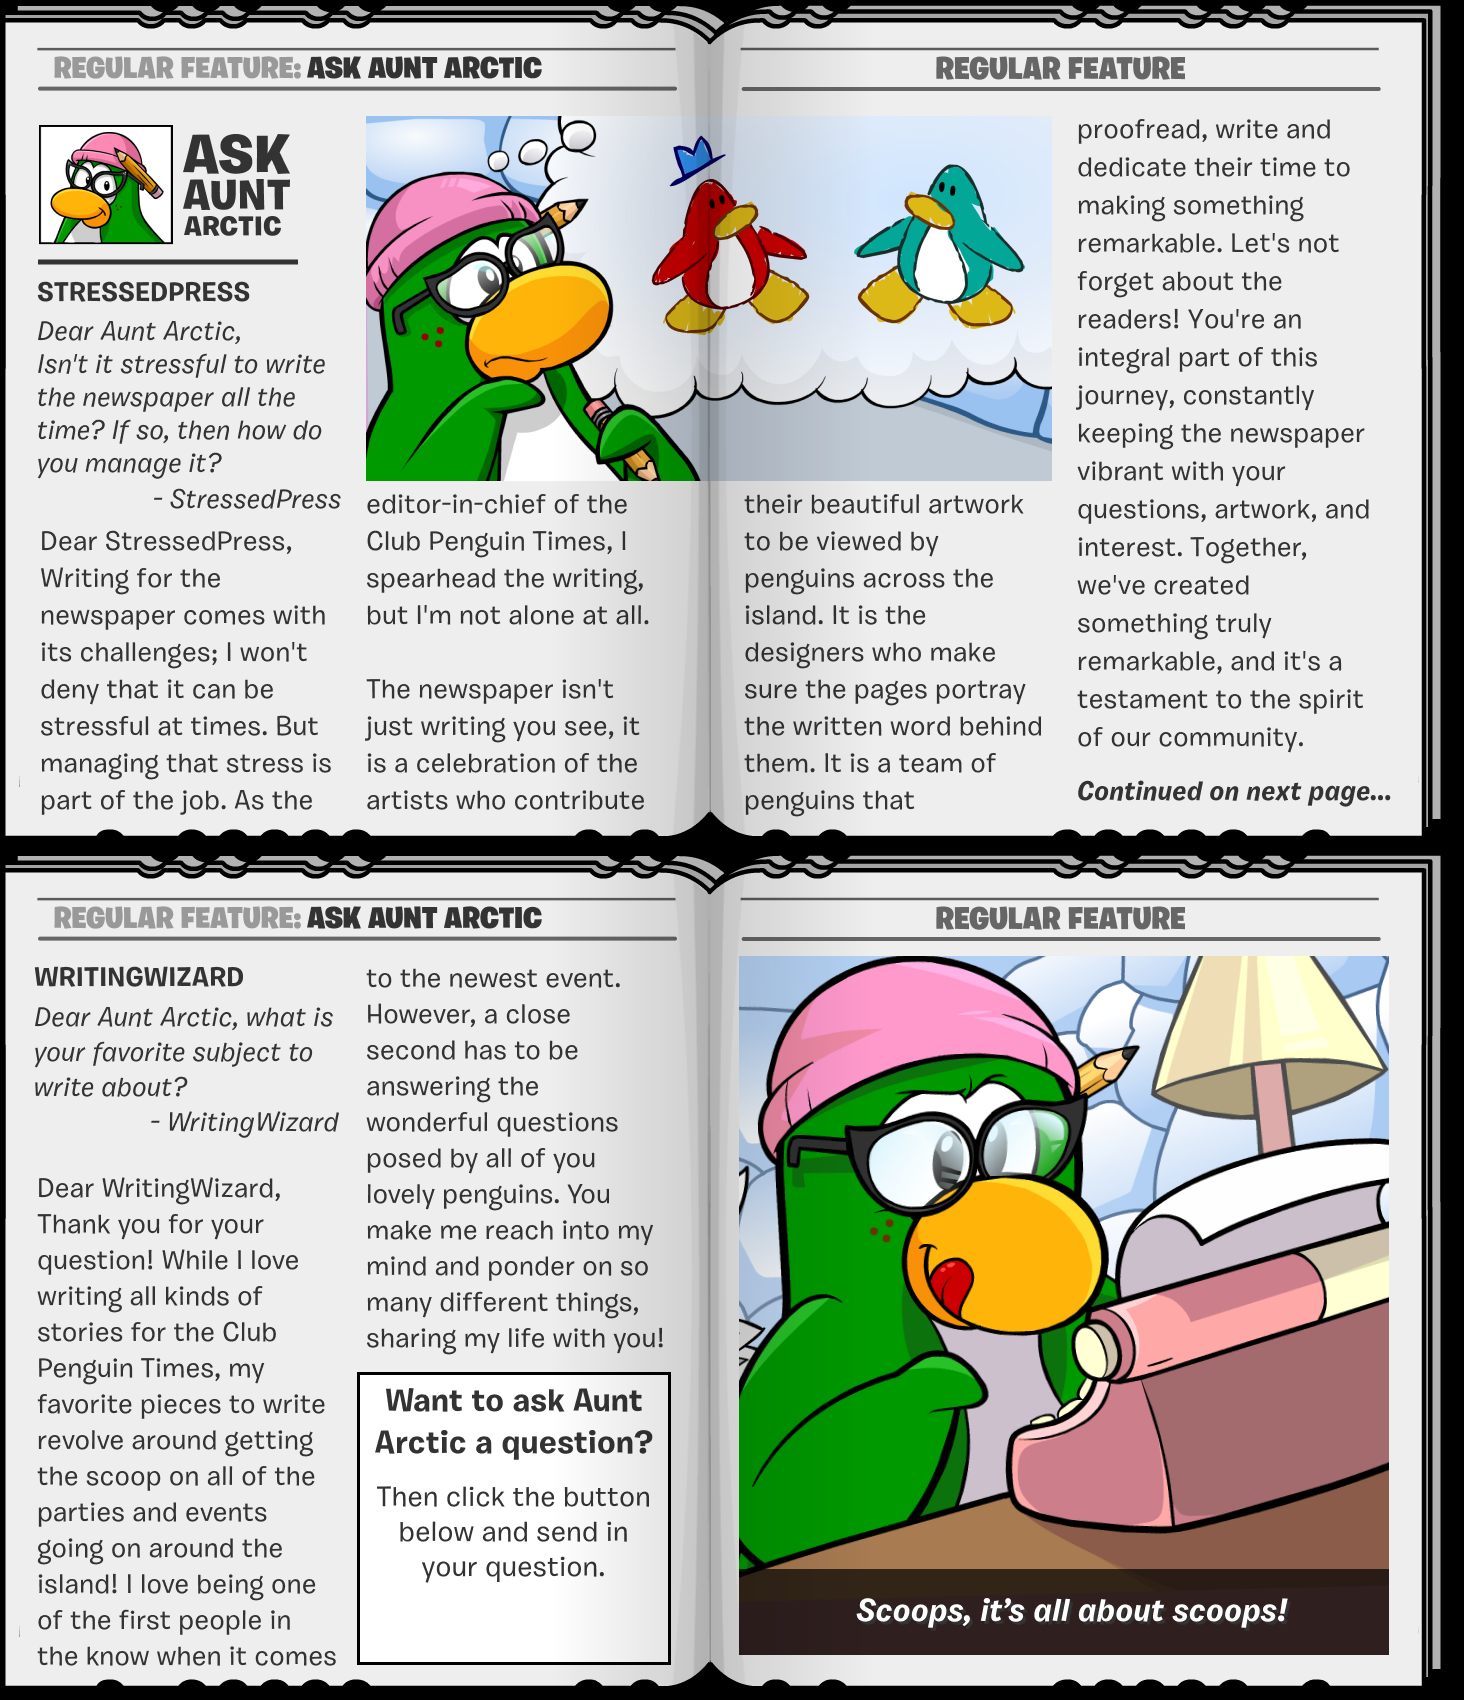 REGULAR FEATURE: ASK AUNT ARCTIC
REGULAR FEATURE
ASK
AUNT
ARCTIC
STRESSEDPRESS
Dear Aunt Arctic,
Isn't it stressful to write
the newspaper all the
time? If so, then how do
you manage it?
- StressedPress
Dear StressedPress,
Writing for the
newspaper comes with
its challenges; I won't
deny that it can be
stressful at times. But
managing that stress is
part of the job. As the
editor-in-chief of the
Club Penguin Times, I
spearhead the writing,
but I'm not alone at all.
The newspaper isn't
just writing you see, it
is a celebration of the
artists who contribute
their beautiful artwork
to be viewed by
penguins across the
island. It is the
designers who make
sure the pages portray
the written word behind
them. It is a team of
penguins that
proofread, write and
dedicate their time to
making something
remarkable. Let's not
forget about the
readers! You're an
integral part of this
journey, constantly
keeping the newspaper
vibrant with your
questions, artwork, and
interest. Together,
we've created
something truly
remarkable, and it's a
testament to the spirit
of our community.
Continued on next page...
REGULAR FEATURE: ASK AUNT ARCTIC
REGULAR FEATURE
WRITINGWIZARD
Dear Aunt Arctic, what is
your favorite subject to
write about?
- WritingWizard
Dear WritingWizard,
Thank you for your
question! While I love
writing all kinds of
stories for the Club
Penguin Times, my
favorite pieces to write
revolve around getting
the scoop on all of the
parties and events
going on around the
island! I love being one
of the first people in
the know when it comes
to the newest event.
However, a close
second has to be
answering the
wonderful questions
posed by all of you
lovely penguins. You
make me reach into my
mind and ponder on so
many different things,
sharing my life with you!
Want to ask Aunt
Arctic a question?
Then click the button
below and send in
your question.
Scoops, it's all about scoops!